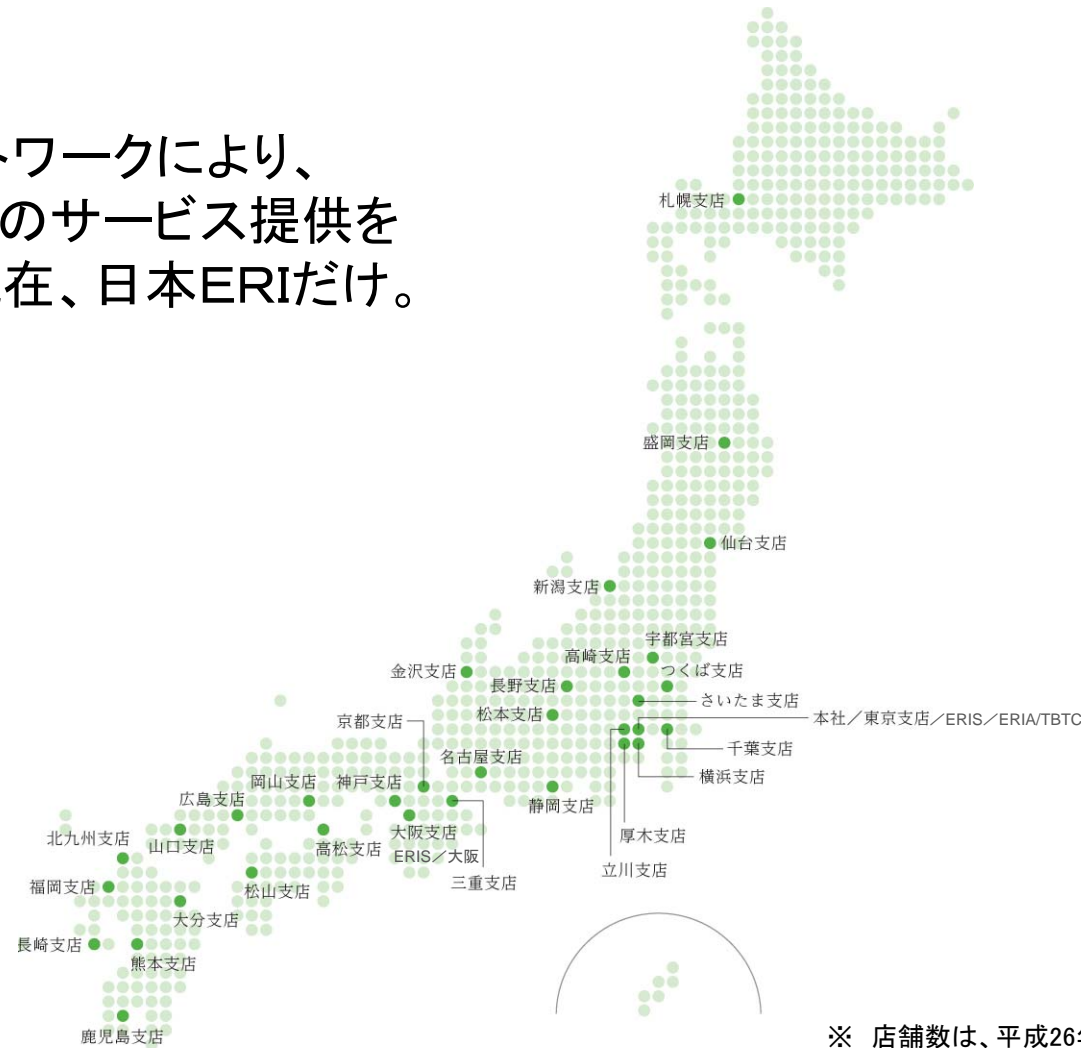 トワークにより、
のサービス提供を
在、日本ERIだけ。
札幌支店
盛岡支店
仙台支店
新潟支店
宇都宮支店
高崎支店
つくば支店
金沢支店
長野支店
さいたま支店
松本支店
本社／東京支店／ERIS／ERIA/TBTC
京都支店
千葉支店
名古屋支店
横浜支店
岡山支店
神戸支店
広島支店
静岡支店
北九州支店
山口支店
高松支店
大阪支店
ERIS／大阪
厚木支店
三重支店
立川支店
福岡支店
松山支店
大分支店
長崎支店
熊本支店
鹿児島支店
※ 店舗数は、平成26